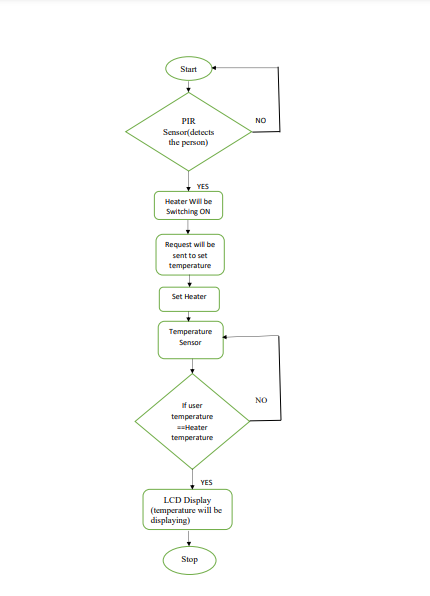 Start
PIR
Sensor(detects
the person)
NO
YES
Heater Will be
Switching ON
Request will be
sent to set
temperature
Set Heater
Temperature
Sensor
If user
temperature
==Heater
temperature
NO
YES
LCD Display
(temperature will be
displaying)
Stop